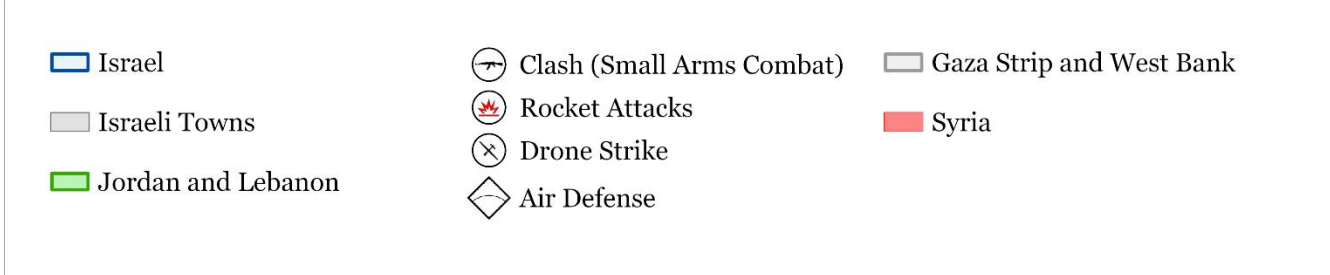 Israel
Israeli Towns
Jordan and Lebanon
Clash (Small Arms Combat)
Rocket Attacks
Drone Strike
Air Defense
Gaza Strip and West Bank
Syria